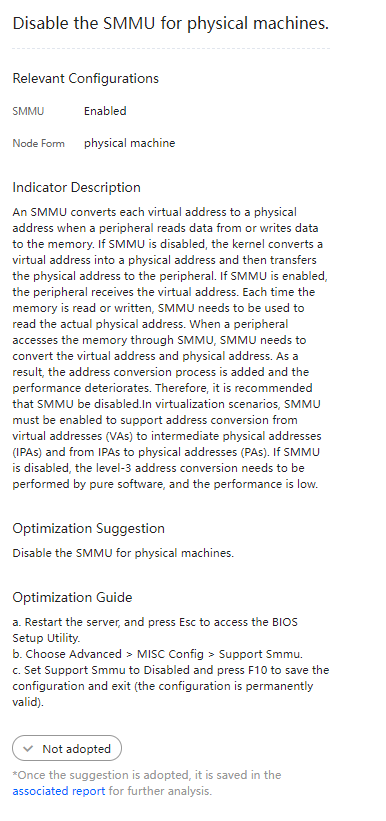 Disable the SMMU for physical machines.
Relevant Configurations
SMMU Enabled
Node Form physical machine
Indicator Description
An SMMU converts each virtual address to a physical
address when a peripheral reads data from or writes data
to the memory. If SMMU is disabled, the kernel converts a
virtual address into a physical address and then transfers
the physical address to the peripheral. If SMMU is enabled,
the peripheral receives the virtual address. Each time the
memory is read or written, SMMU needs to be used to
read the actual physical address. When a peripheral
accesses the memory through SMMU, SMMU needs to
convert the virtual address and physical address. As a
result, the address conversion process is added and the
performance deteriorates. Therefore, it is recommended
that SMMU be disabled.In virtualization scenarios, SMMU
must be enabled to support address conversion from
virtual addresses (VAs) to intermediate physical addresses
(IPAs) and from IPAs to physical addresses (PAs). If SMMU
is disabled, the level-3 address conversion needs to be
performed by pure software, and the performance is low.
Optimization Suggestion
Disable the SMMU for physical machines.
Optimization Guide
a. Restart the server, and press Esc to access the BIOS
Setup Utility.
b. Choose Advanced > MISC Config > Support Smmu.
c. Set Support Smmu to Disabled and press F10 to save the
configuration and exit (the configuration is permanently
valid).
Not adopted
*Once the suggestion is adopted, it is saved in the
associated report for further analysis.